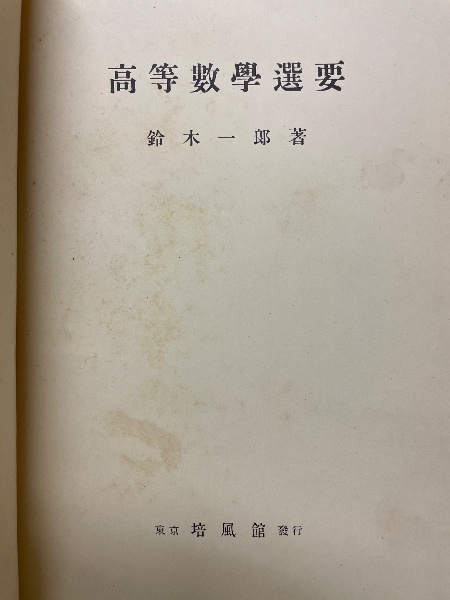 高等數學選要
鈴木一郎著
東京 培風館 發行